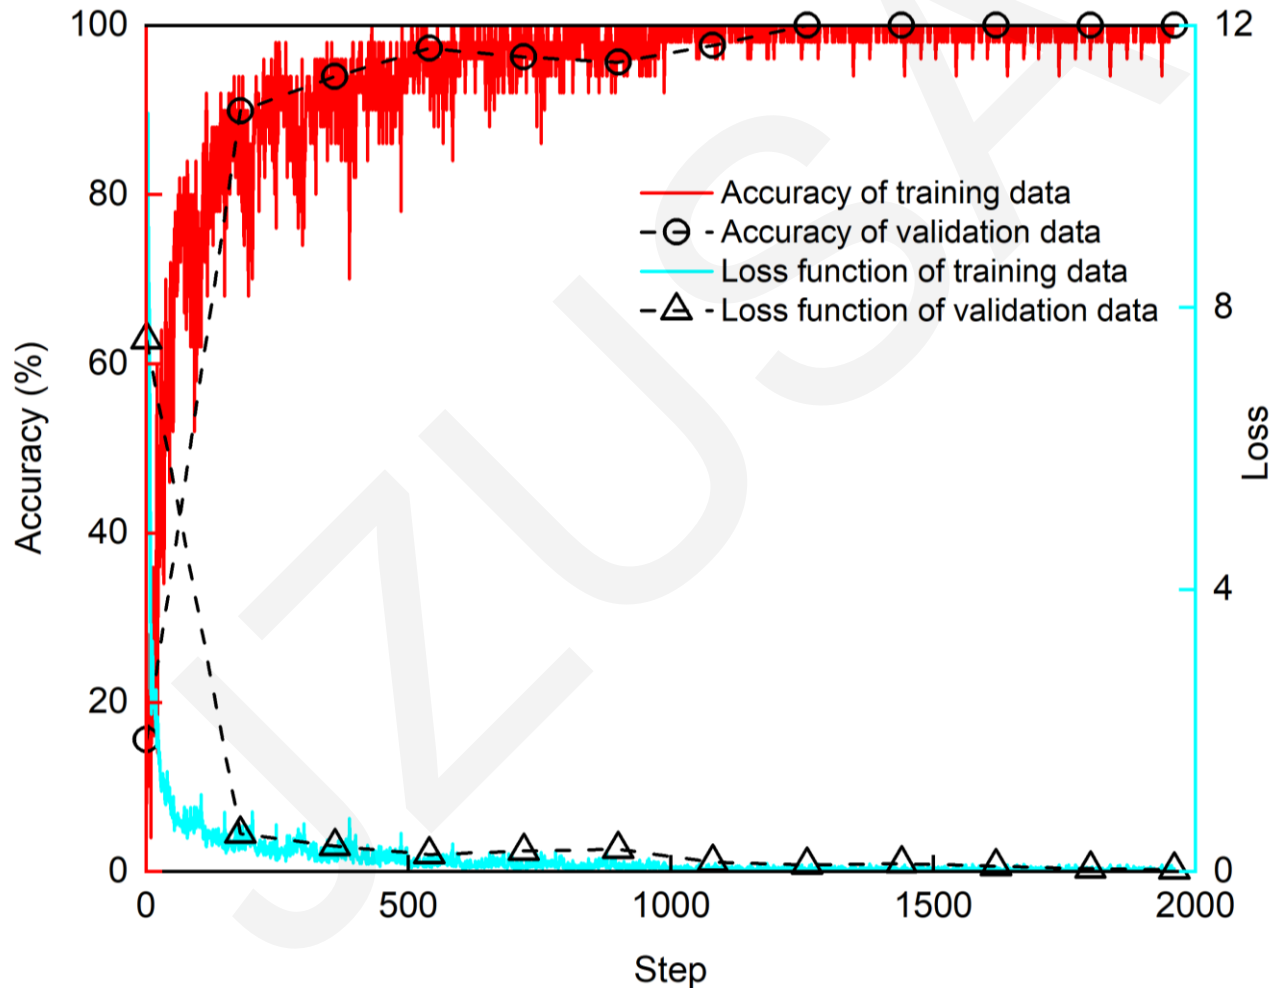 100
80
60
40
20
0
Accuracy (%)
12
8
4
0
Loss
Accuracy of training data
Accuracy of validation data
Loss function of training data
Loss function of validation data
0 500 1000 1500 2000
Step
JZUSA